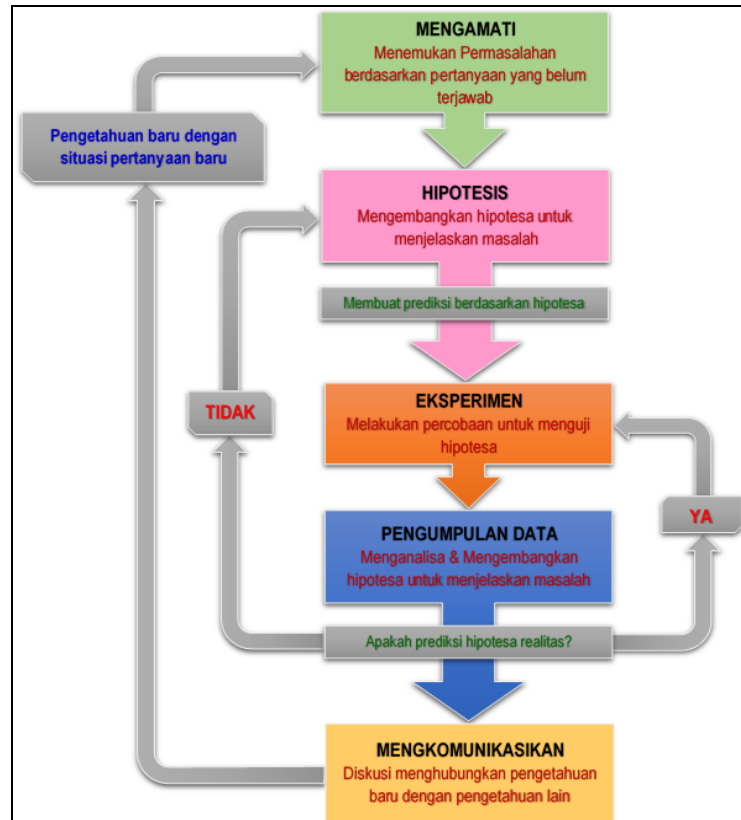 MENGAMATI
Menemukan Permasalahan
berdasarkan pertanyaan yang belum
terjawab
Pengetahuan baru dengan
situasi pertanyaan baru
HIPOTESIS
Mengembangkan hipotesa untuk
menjelaskan masalah
Membuat prediksi berdasarkan hipotesa
EKSPERIMEN
Melakukan percobaan untuk menguji
hipotesa
TIDAK
YA
PENGUMPULAN DATA
Menganalisa & Mengembangkan
hipotesa untuk menjelaskan masalah
Apakah prediksi hipotesa realitas?
MENGKOMUNIKASIKAN
Diskusi menghubungkan pengetahuan
baru dengan pengetahuan lain